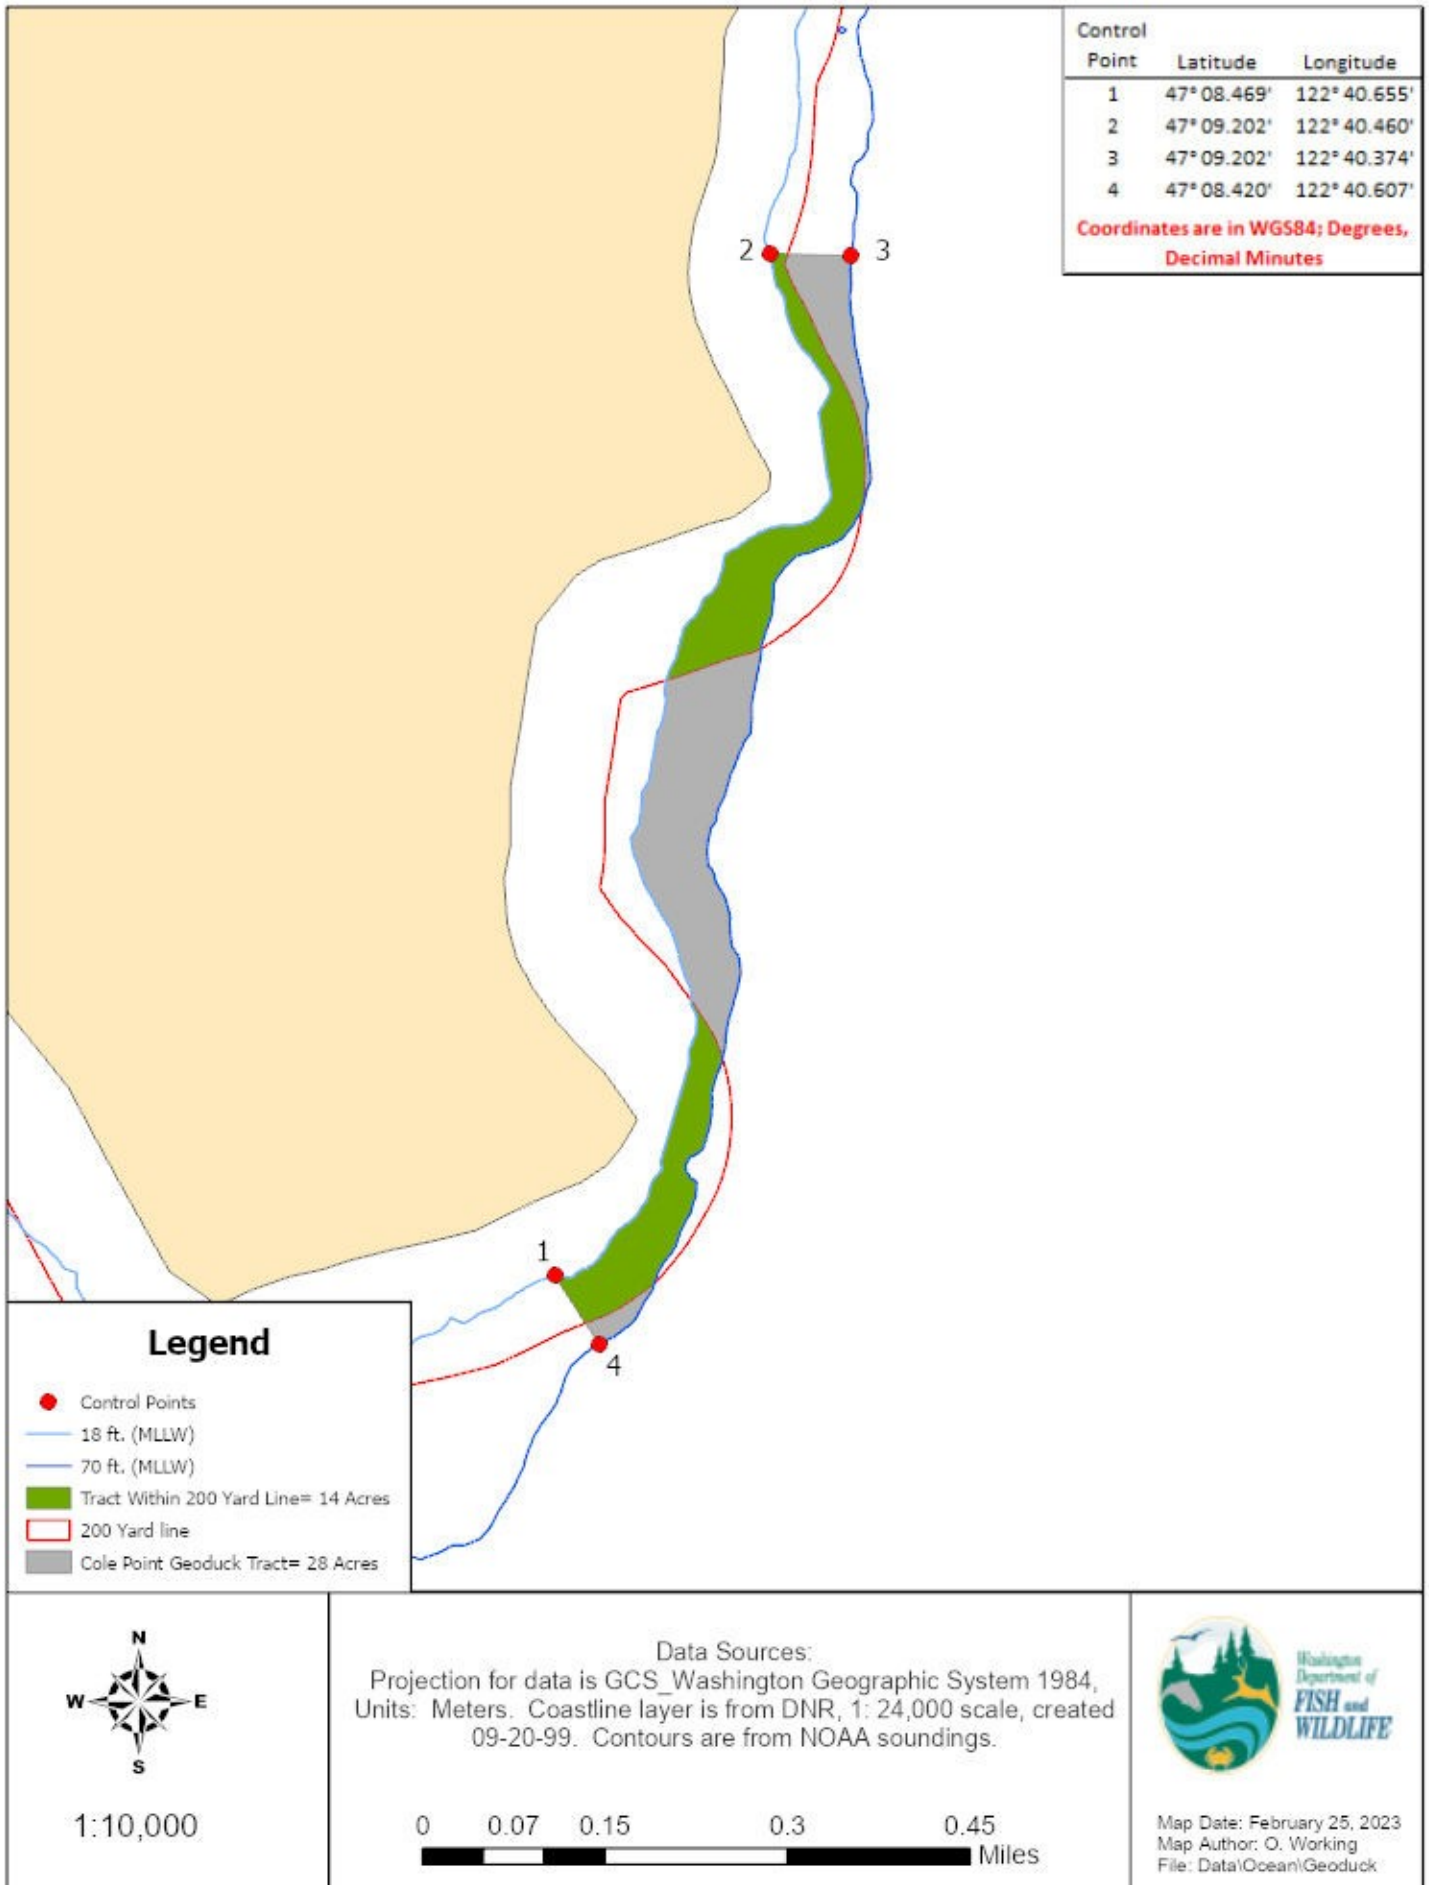 Control
Point Latitude Longitude
1 47° 08.469' 122° 40.655'
2 47° 09.202' 122° 40.460'
3 47° 09.202' 122° 40.374'
4 47° 08.420' 122° 40.607'
Coordinates are in WGS84; Degrees,
Decimal Minutes
2
3
1
4
Legend
Control Points
18 ft. (MLLW)
70 ft. (MLLW)
Tract Within 200 Yard Line= 14 Acres
200 Yard line
Cole Point Geoduck Tract= 28 Acres
N
W E
S
1:10,000
Data Sources:
Projection for data is GCS_Washington Geographic System 1984,
Units: Meters. Coastline layer is from DNR, 1: 24,000 scale, created
09-20-99. Contours are from NOAA soundings.
0 0.07 0.15 0.3 0.45
Miles
Washington
Department of
FISH and
WILDLIFE
Map Date: February 25, 2023
Map Author: O. Working
File: Data\Ocean\Geoduck